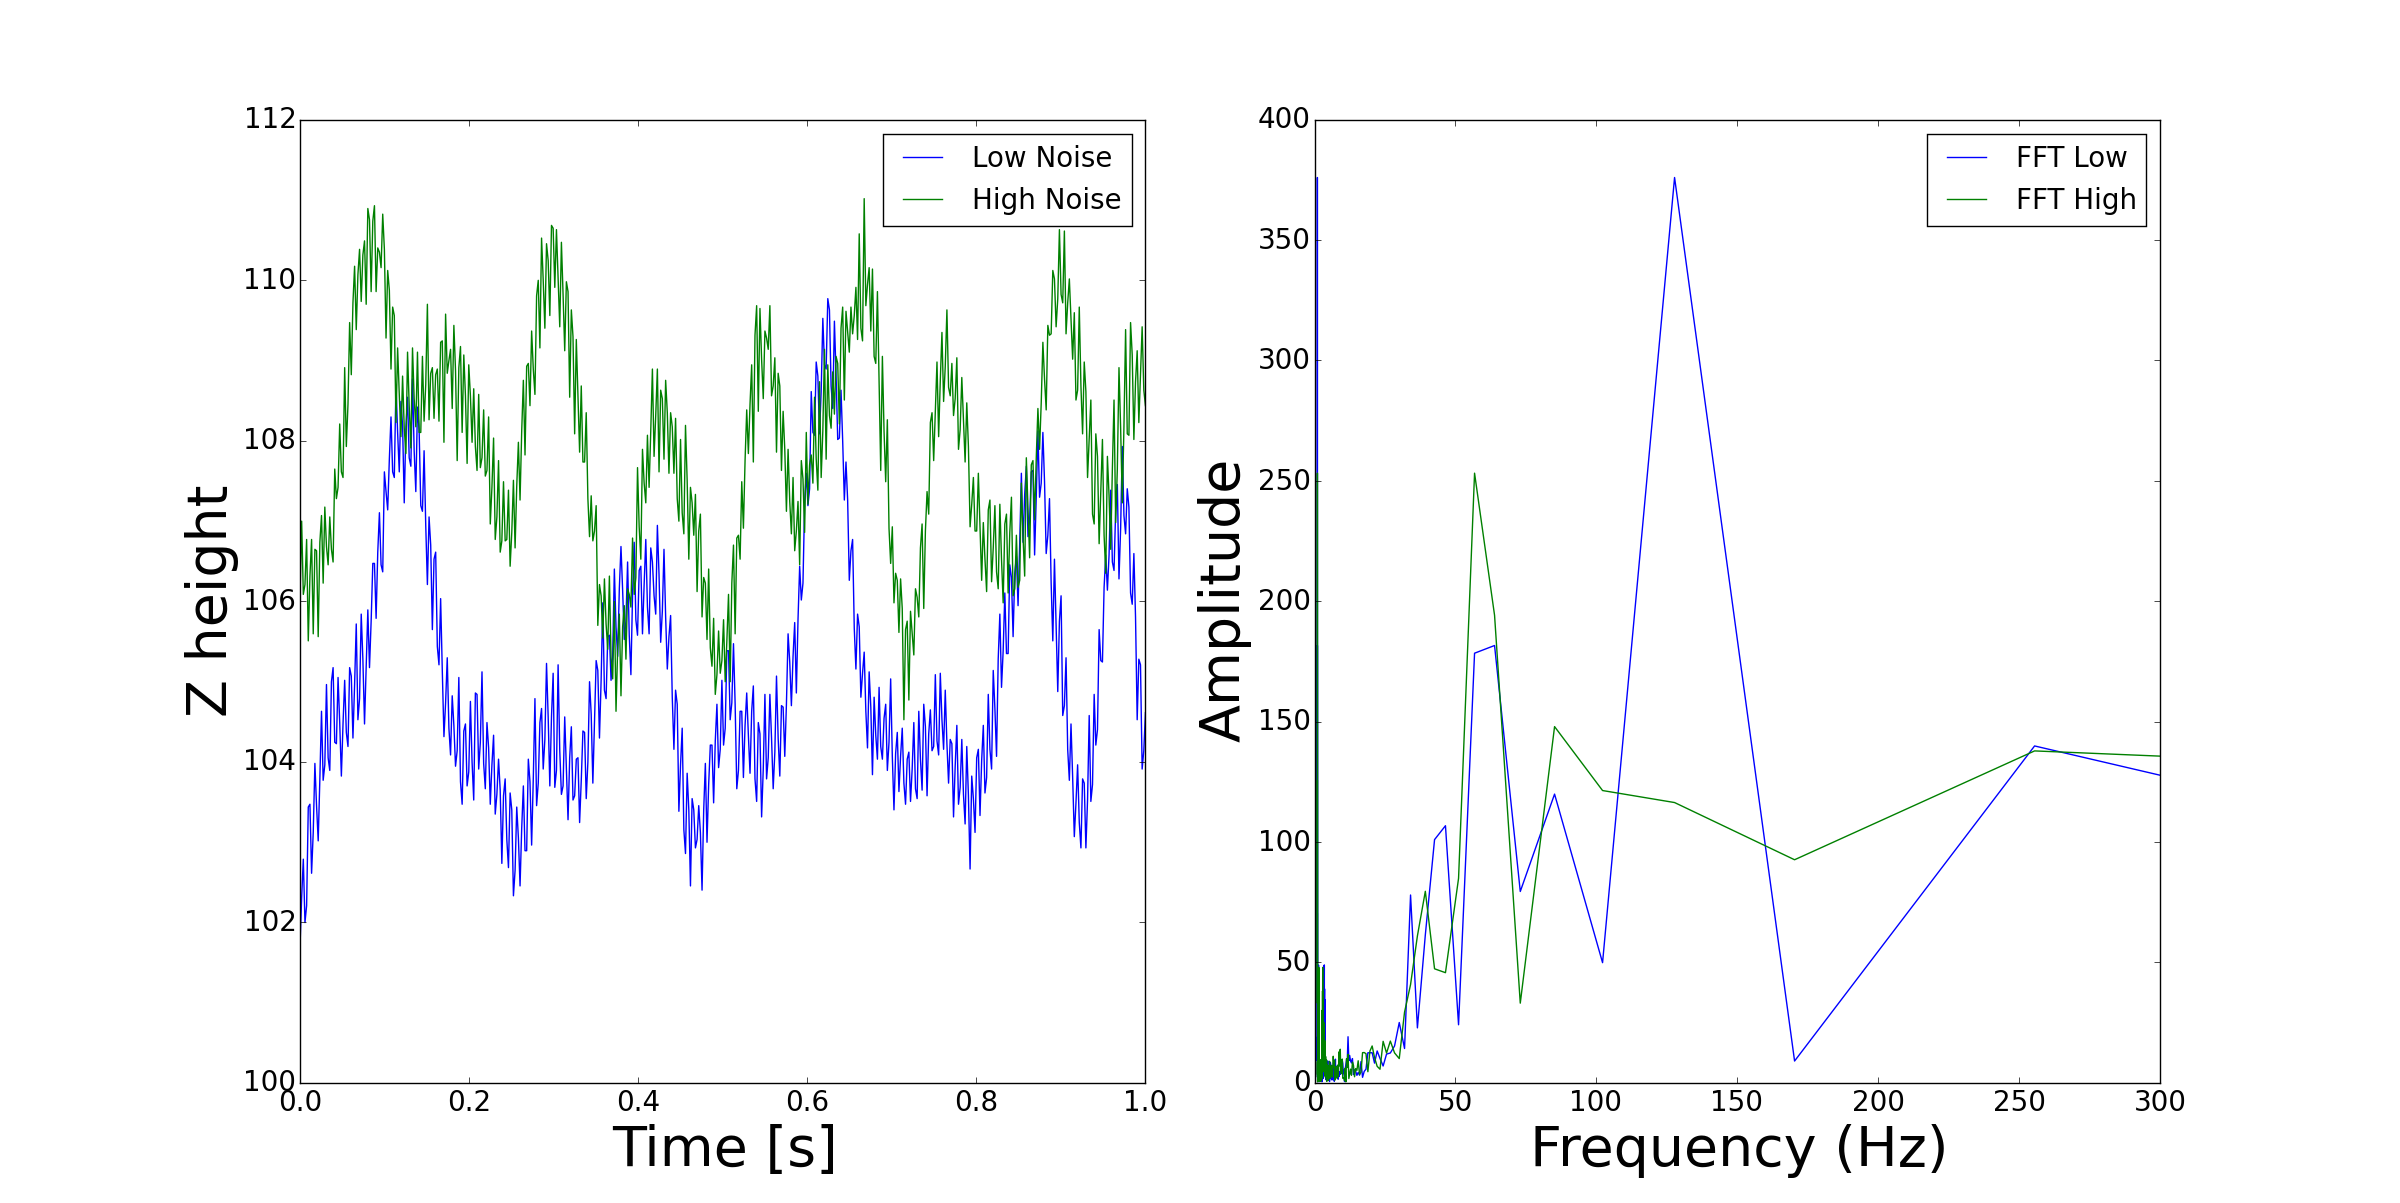 112
110
108
106
104
102
100
0.0 0.2 0.4 0.6 0.8 1.0
Z height
Time [s]
Low Noise
High Noise
400
350
300
250
200
150
100
50
0
0 50 100 150 200 250 300
Amplitude
Frequency (Hz)
FFT Low
FFT High